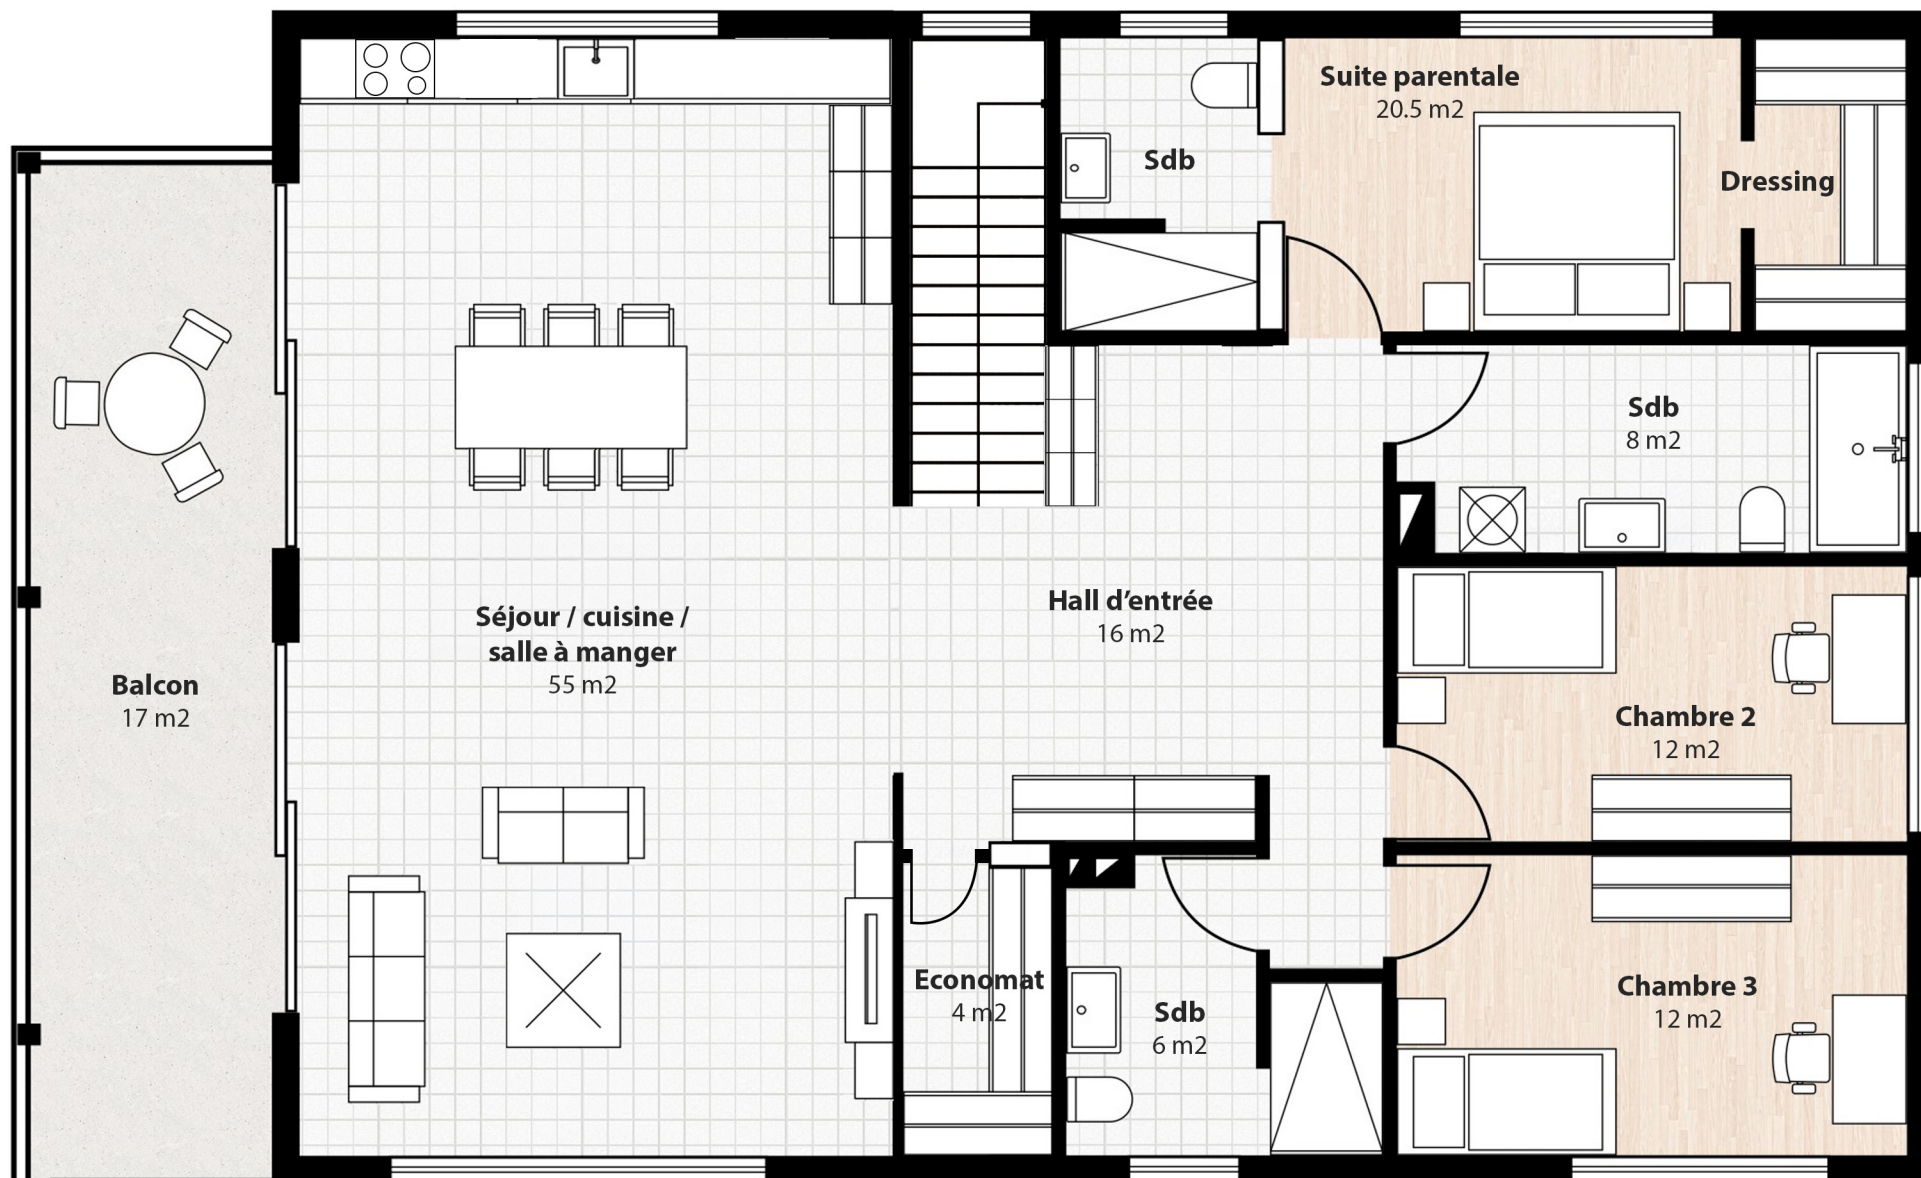 Suite parentale
20.5 m2
Sdb
Dressing
Sdb
8 m2
Hall d’entrée
16 m2
Séjour / cuisine /
salle à manger
55 m2
Balcon
17 m2
Chambre 2
12 m2
Economat
4 m2
Sdb
6 m2
Chambre 3
12 m2